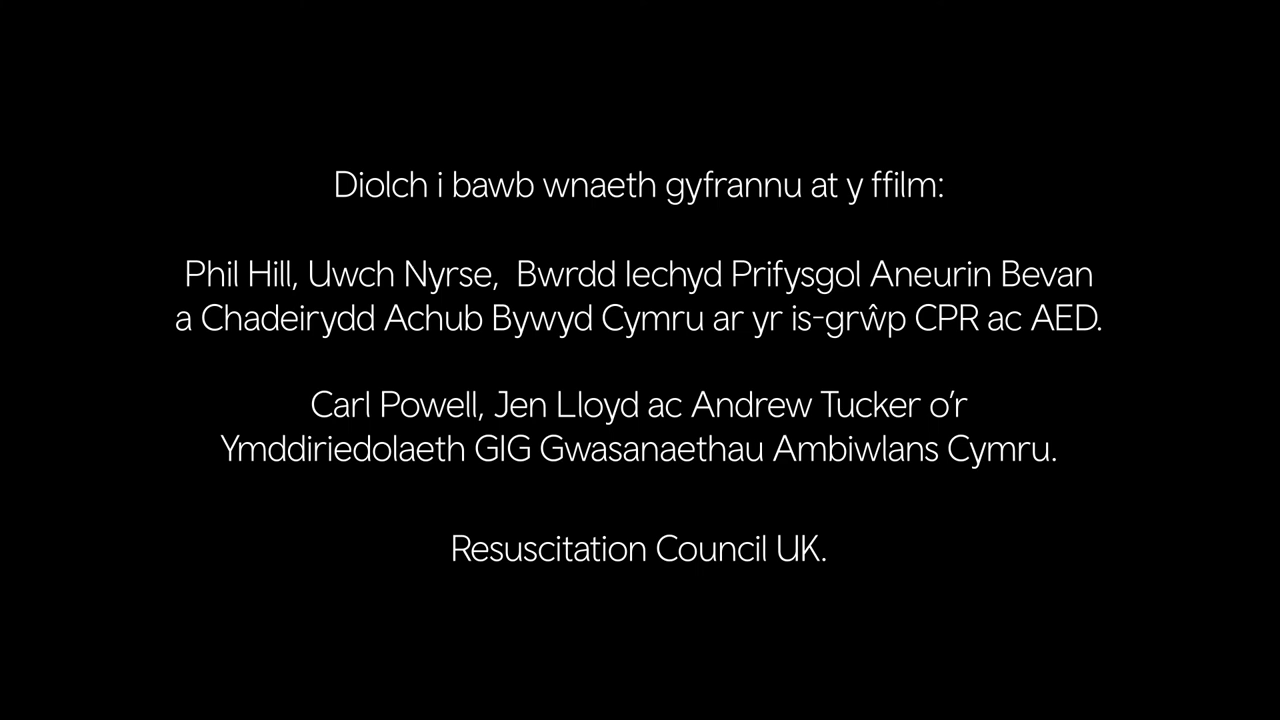 Diolch i bawb wnaeth gyfrannu at y ffilm:
Phil Hill, Uwch Nyrse,  Bwrdd Iechyd Prifysgol Aneurin Bevan
a Chadeirydd Achub Bywyd Cymru ar yr is-grŵp CPR ac AED.
Carl Powell, Jen Lloyd ac Andrew Tucker o’r
Ymddiriedolaeth GIG Gwasanaethau Ambiwlans Cymru.
Resuscitation Council UK.